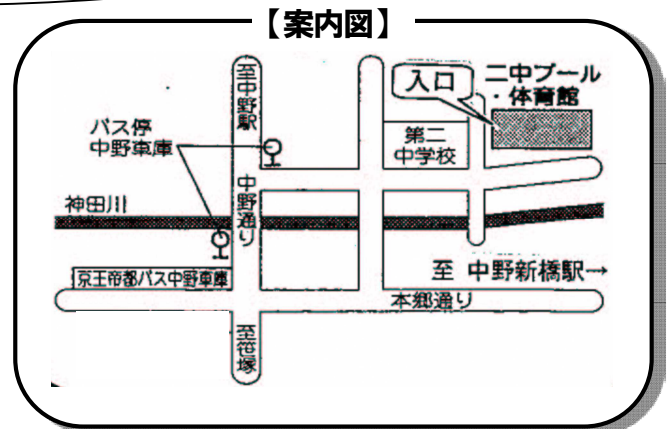 【案内図】
至中野駅
入口
二中プール
・体育館
バス停
中野車庫
第二
中学校
中野通り
神田川
至 中野新橋駅→
京王帝都バス中野車庫
本郷通り
至笹塚